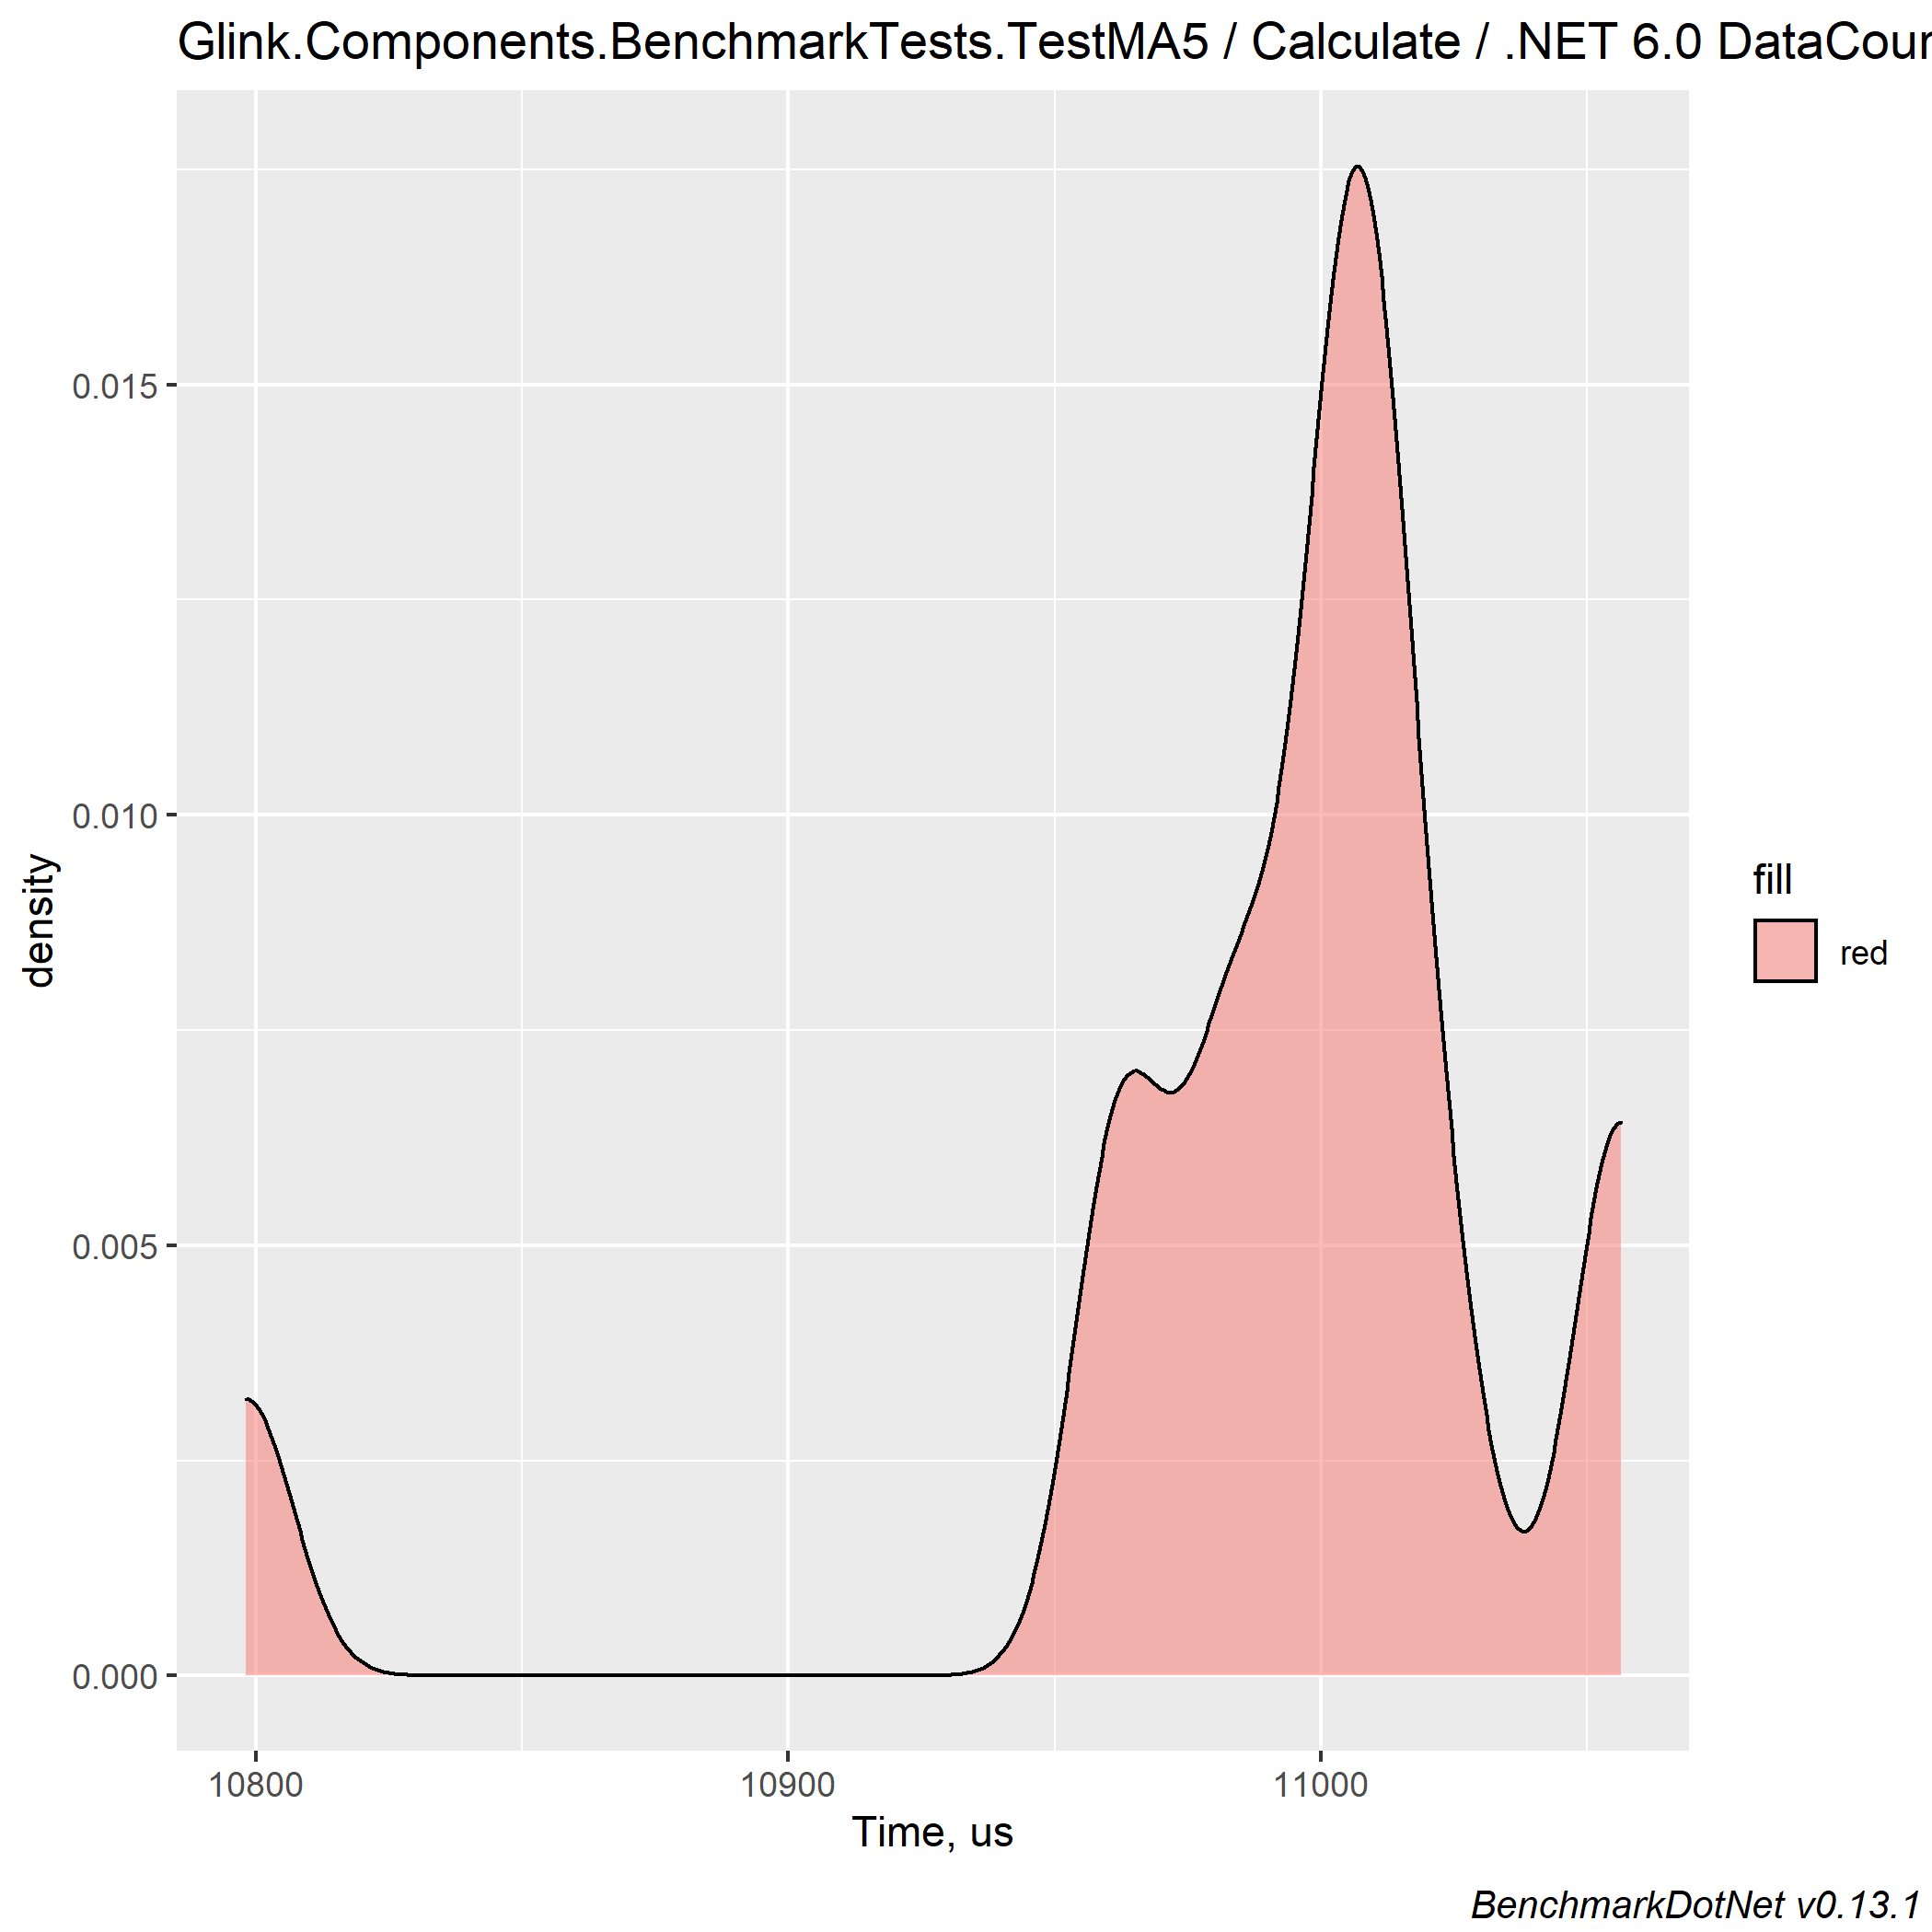 Glink.Components.BenchmarkTests.TestMA5 / Calculate / .NET 6.0 DataCour
0.015
0.010
0.005
0.000
density
10800 10900 11000
Time, us
fill
red
BenchmarkDotNet v0.13.1